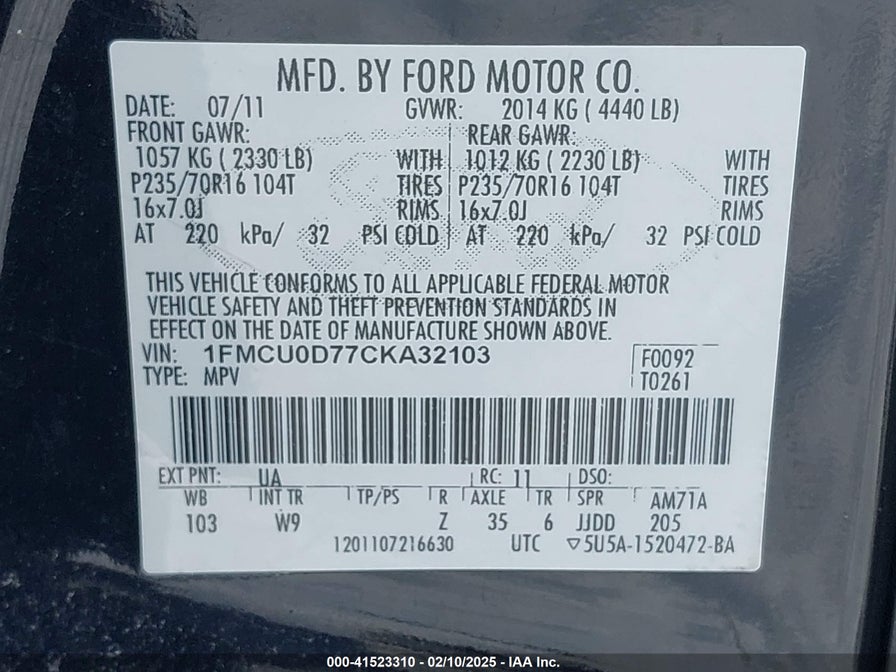 MFD. BY FORD MOTOR CO.
DATE: 07/11 GVWR: 2014 KG ( 4440 LB)
FRONT GAWR: REAR GAWR:
1057 KG ( 2330 LB) WITH 1012 KG ( 2230 LB) WITH
P235/70R16 104T TIRES P235/70R16 104T TIRES
16x7.0J RIMS 16x7.0J RIMS
AT 220 kPa/ 32 PSI COLD AT 220 kPa/ 32 PSI COLD
THIS VEHICLE CONFORMS TO ALL APPLICABLE FEDERAL MOTOR
VEHICLE SAFETY AND THEFT PREVENTION STANDARDS IN
EFFECT ON THE DATE OF MANUFACTURE SHOWN ABOVE.
VIN: 1FMCU0D77CKA32103 F0092
TYPE: MPV T0261
EXT PNT: UA RC: 11 DSO:
WB INT TR TP/PS R AXLE TR SPR AM71A
103 W9 Z 35 6 JJDD 205
1201107216630 UTC ▽5U5A-1520472-BA
000-41523310 - 02/10/2025 - IAA Inc.